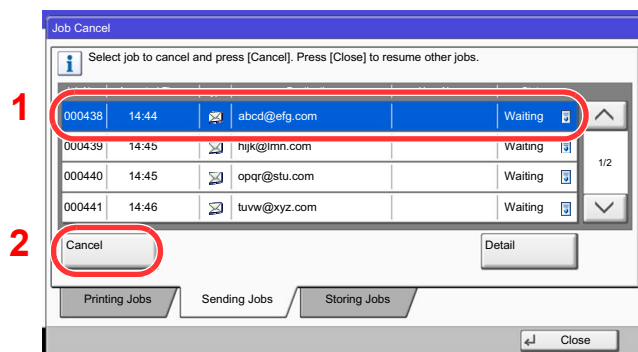 Job Cancel
Select job to cancel and press [Cancel]. Press [Close] to resume other jobs.
1
000438 14:44 abcd@efg.com Waiting
000439 14:45 hijk@lmn.com Waiting
000440 14:45 opqr@stu.com Waiting
000441 14:46 tuvw@xyz.com Waiting
1/2
2
Cancel Detail
Printing Jobs Sending Jobs Storing Jobs
Close